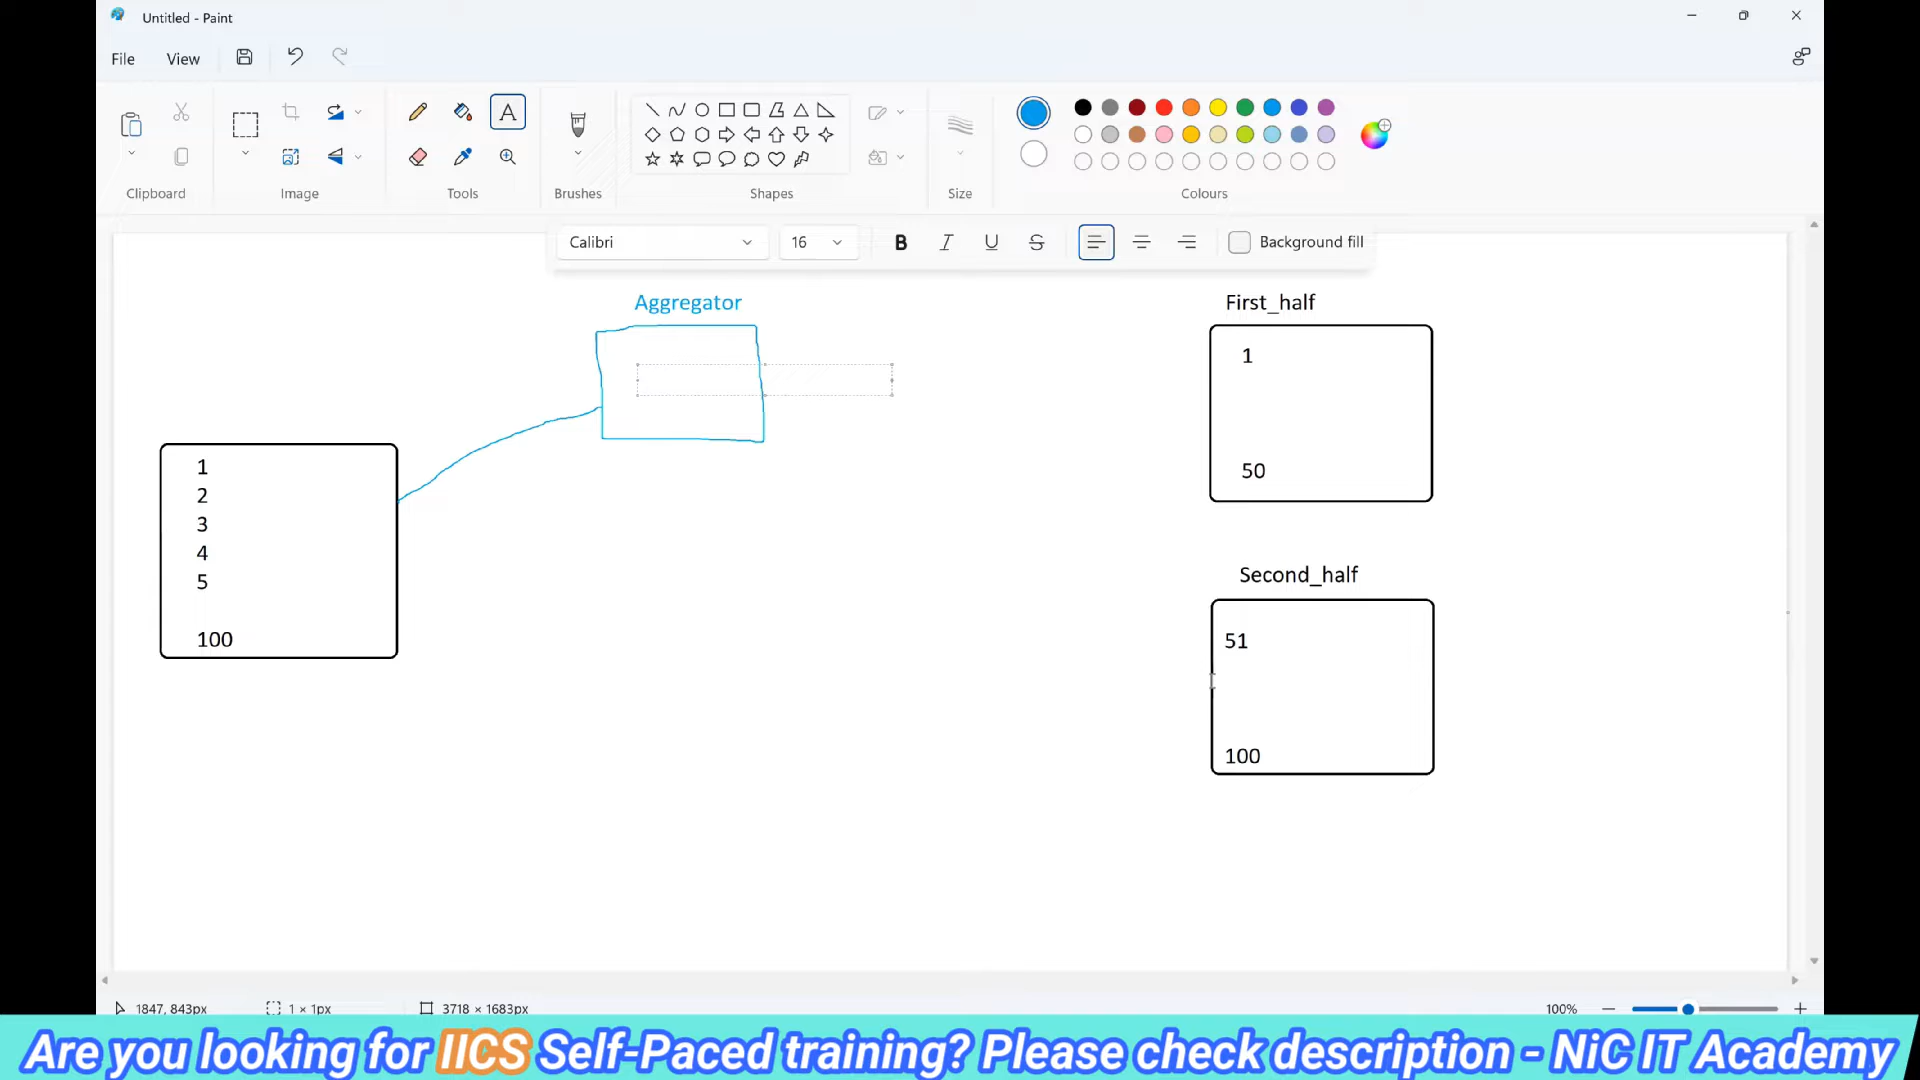 Untitled - Paint
File
View
Clipboard
Image
Tools
Brushes
Shapes
Size
Colours
Calibri
16
B
I
U
S
Background fill
Aggregator
First_half
1
50
1
2
3
4
5
100
Second_half
51
100
1847, 843px
1 × 1px
3718 × 1683px
100%
Are you looking for IICS Self-Paced training? Please check description - NiC IT Academy